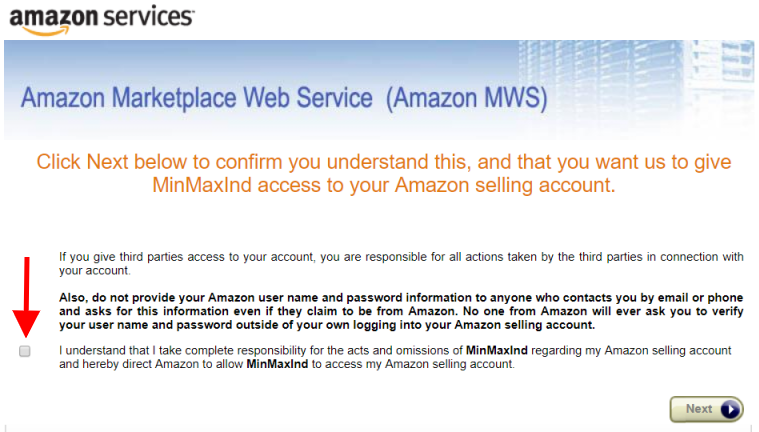 amazon services
Amazon Marketplace Web Service (Amazon MWS)
Click Next below to confirm you understand this, and that you want us to give
MinMaxInd access to your Amazon selling account.
If you give third parties access to your account, you are responsible for all actions taken by the third parties in connection with
your account.
Also, do not provide your Amazon user name and password information to anyone who contacts you by email or phone
and asks for this information even if they claim to be from Amazon. No one from Amazon will ever ask you to verify
your user name and password outside of your own logging into your Amazon selling account.
I understand that I take complete responsibility for the acts and omissions of MinMaxInd regarding my Amazon selling account
and hereby direct Amazon to allow MinMaxInd to access my Amazon selling account.
Next